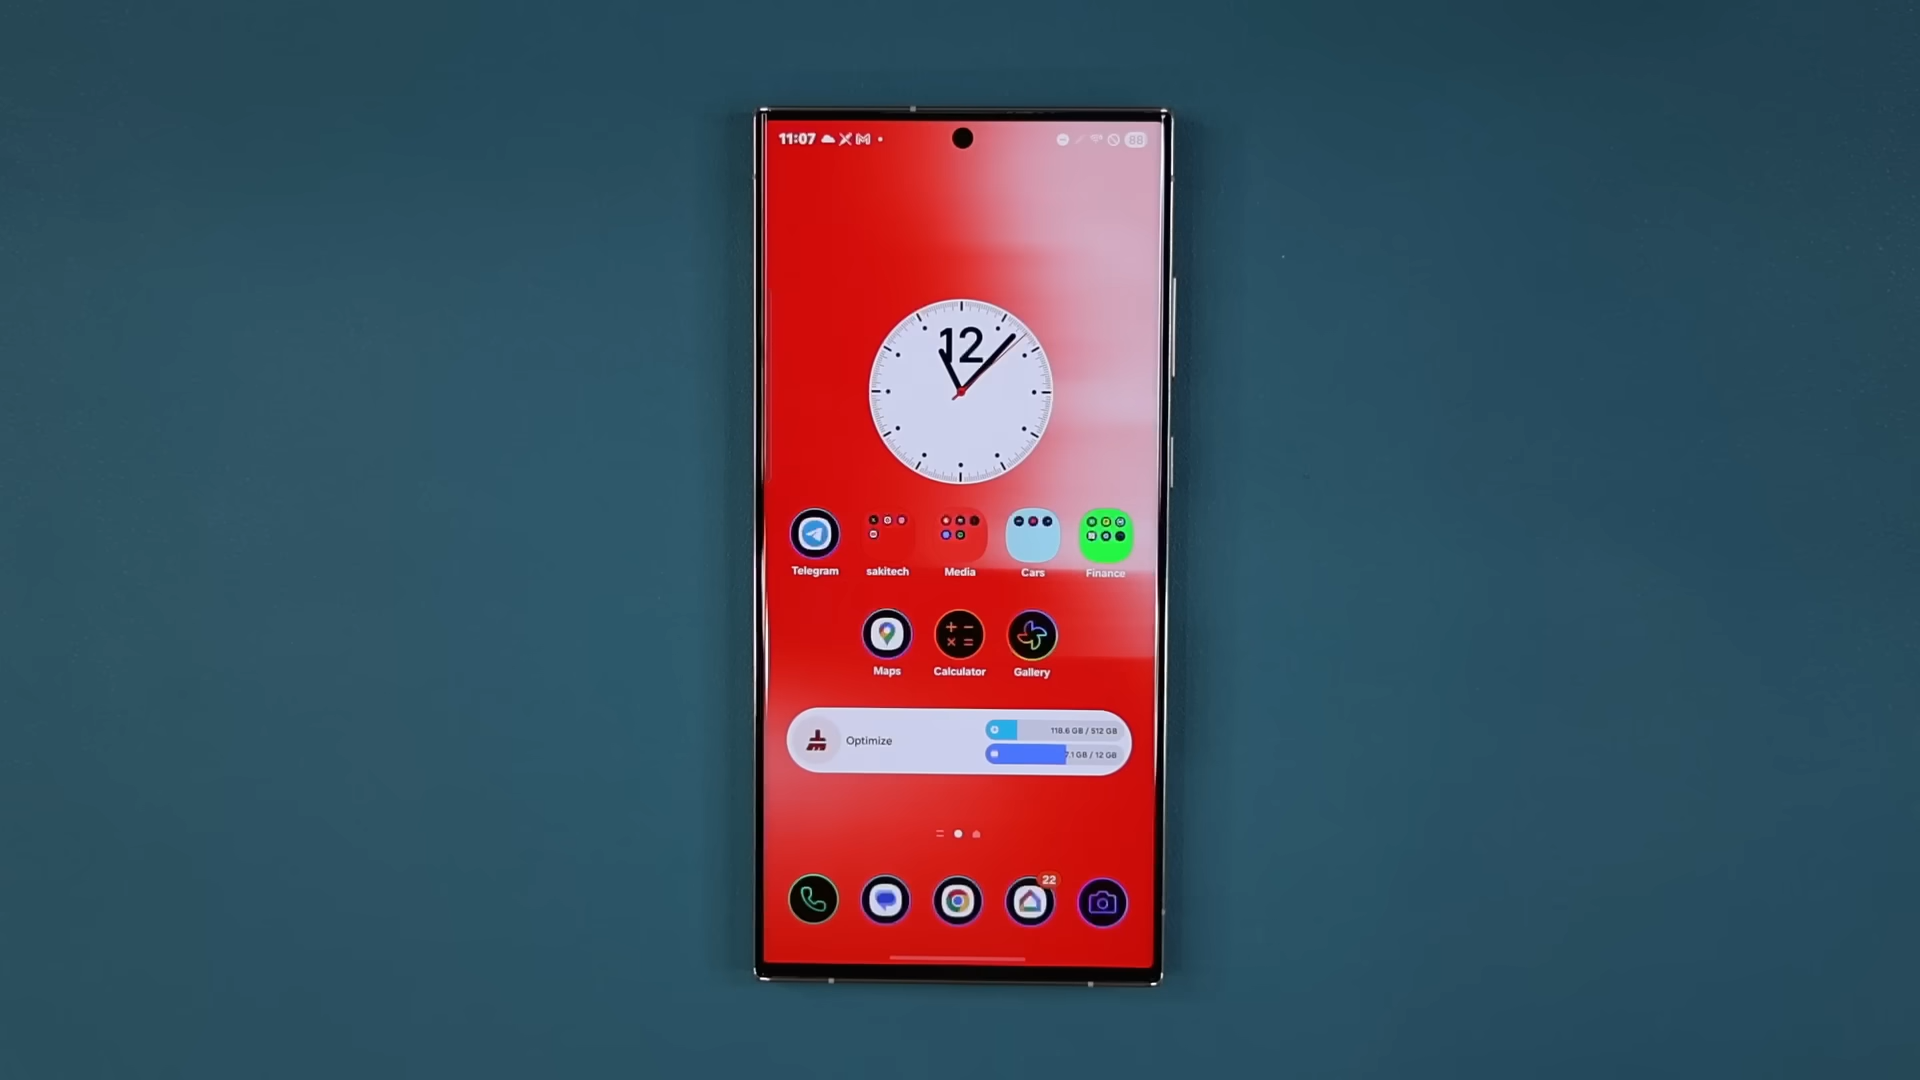 11:07 88
12
Telegram sakitech Media Cars Finance
Maps Calculator Gallery
Optimize
118.6 GB / 512 GB
7.1 GB / 12 GB
22